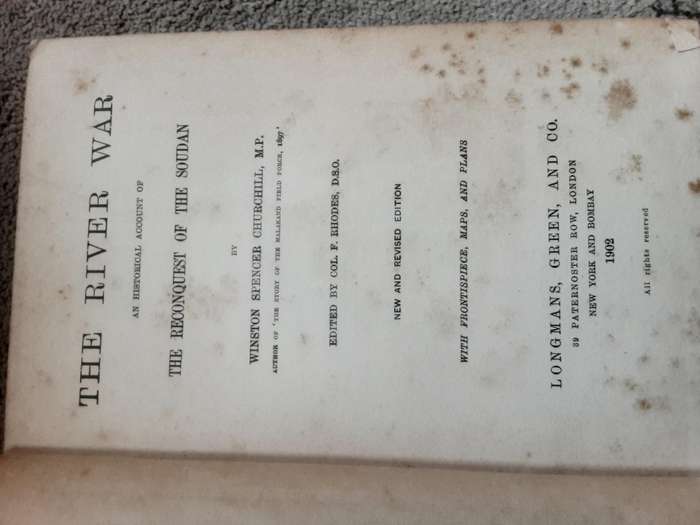 THE RIVER WAR
AN HISTORICAL ACCOUNT OF
THE RECONQUEST OF THE SOUDAN
BY
WINSTON SPENCER CHURCHILL, M.P.
AUTHOR OF 'THE STORY OF THE MALAKAND FIELD FORCE, 1897'
EDITED BY COL. F. RHODES, D.S.O.
NEW AND REVISED EDITION
WITH FRONTISPIECE, MAPS, AND PLANS
LONGMANS, GREEN, AND CO.
39 PATERNOSTER ROW, LONDON
NEW YORK AND BOMBAY
1902
All rights reserved